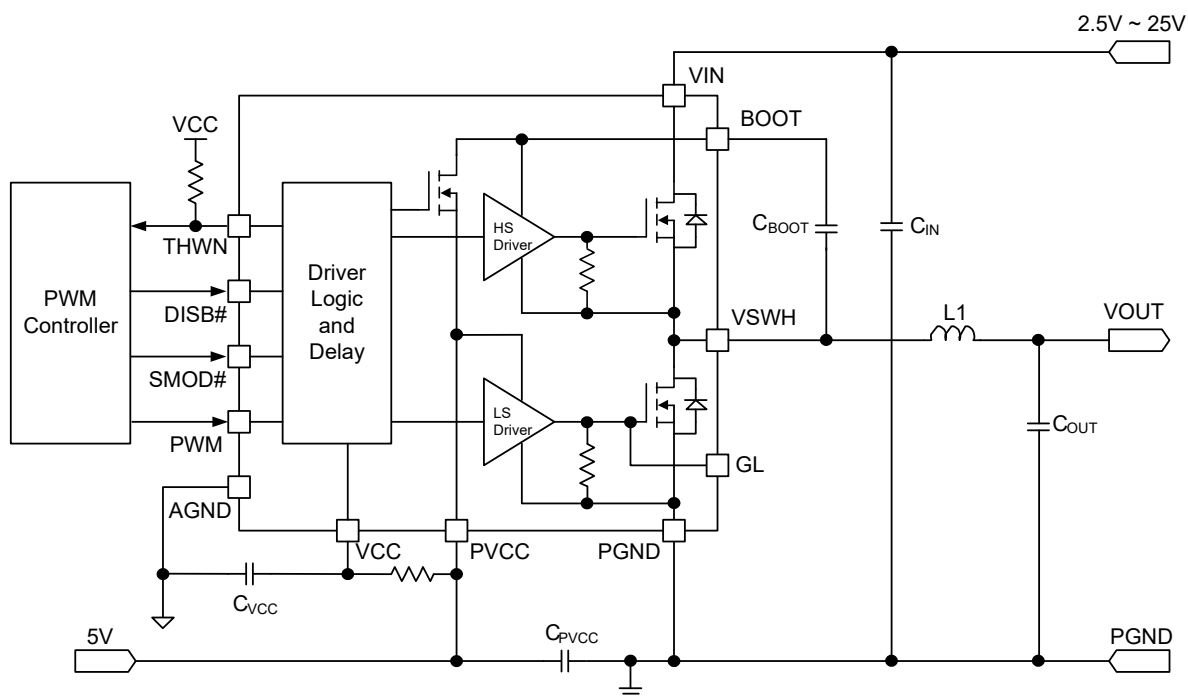 2.5V ~ 25V
VIN
BOOT
VCC
THWN
DISB#
SMOD#
PWM
AGND
PWM
Controller
Driver
Logic
and
Delay
HS
Driver
LS
Driver
CBOOT
CIN
VSWH
L1
VOUT
COUT
GL
VCC
PVCC
PGND
CVCC
5V
CPVCC
PGND